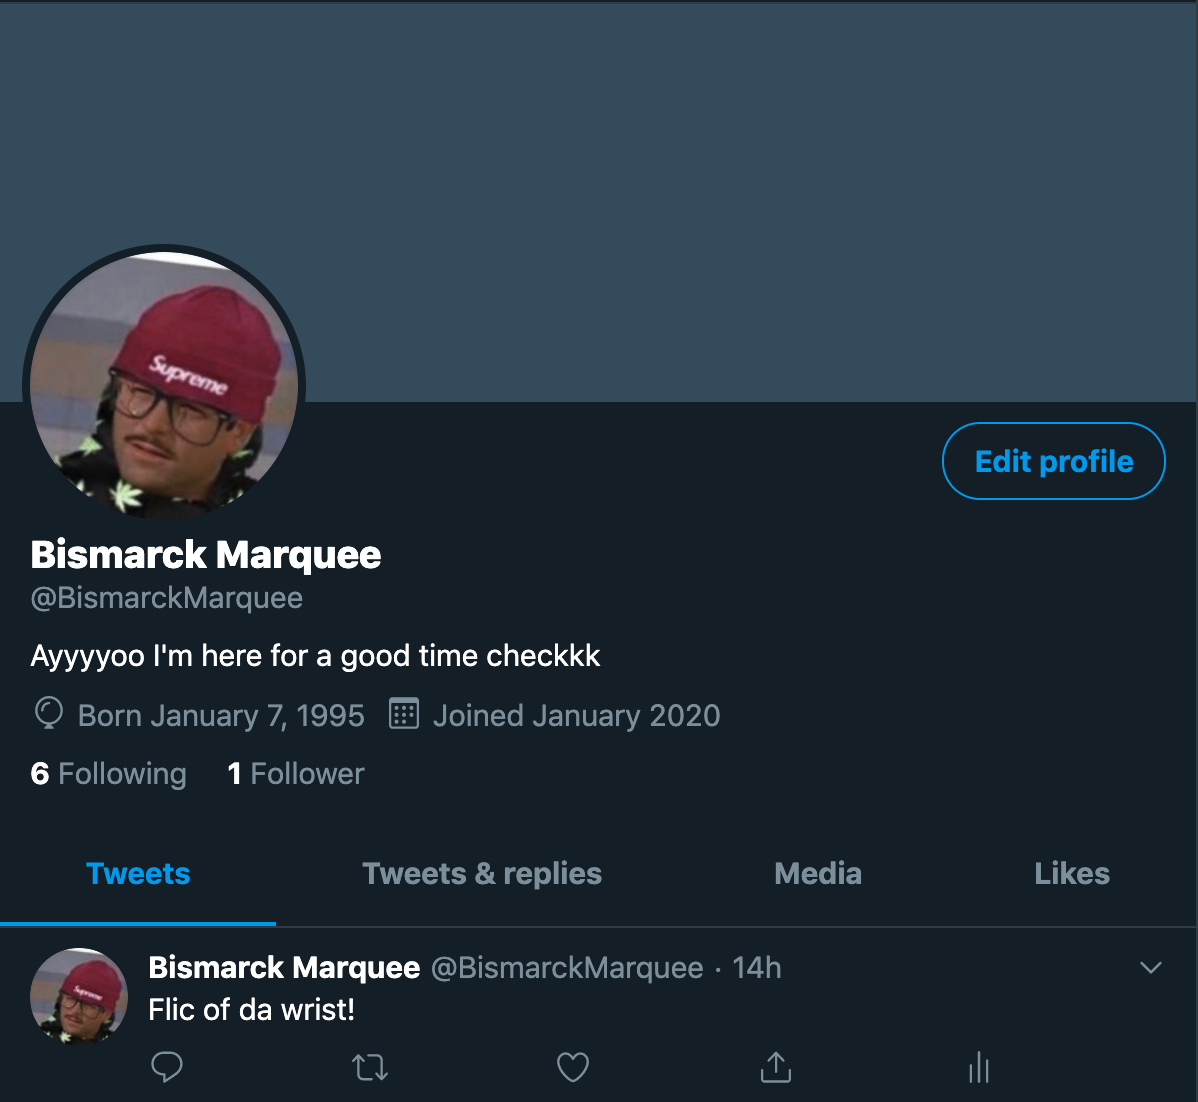 Supreme
Edit profile
Bismarck Marquee
@BismarckMarquee
Ayyyyoo I'm here for a good time checkkk
Born January 7, 1995 Joined January 2020
6 Following 1 Follower
Tweets Tweets & replies Media Likes
Bismarck Marquee @BismarckMarquee · 14h
Supreme
Flic of da wrist!